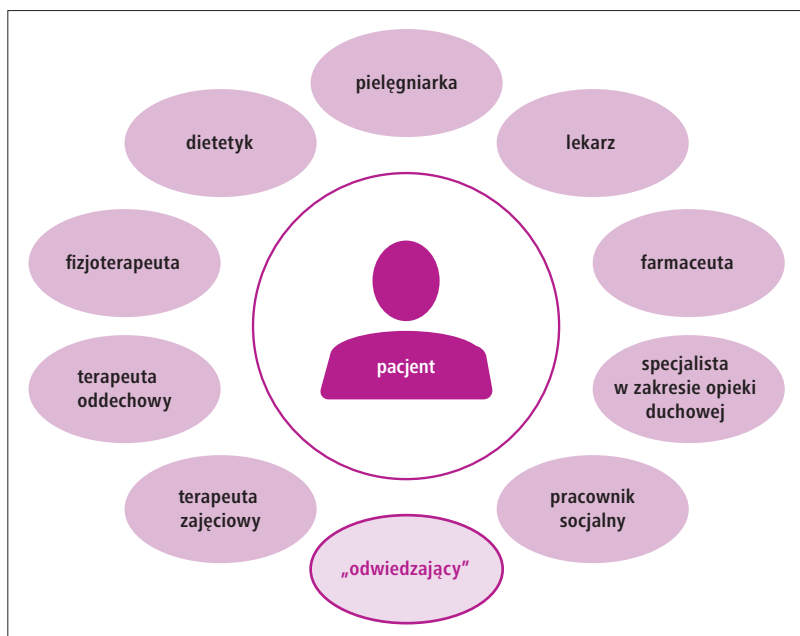 pielęgniarka
dietetyk
lekarz
fizjoterapeuta
farmaceuta
pacjent
terapeuta
oddechowy
specjalista
w zakresie opieki
duchowej
terapeuta
zajęciowy
pracownik
socjalny
„odwiedzający”